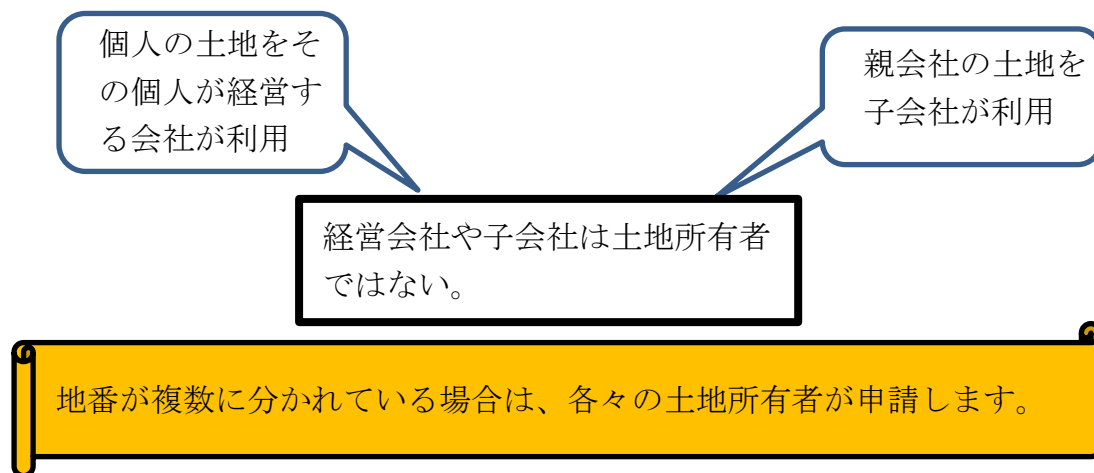 個人の土地をそ
の個人が経営す
る会社が利用
親会社の土地を
子会社が利用
経営会社や子会社は土地所有者
ではない。
地番が複数に分かれている場合は、各々の土地所有者が申請します。